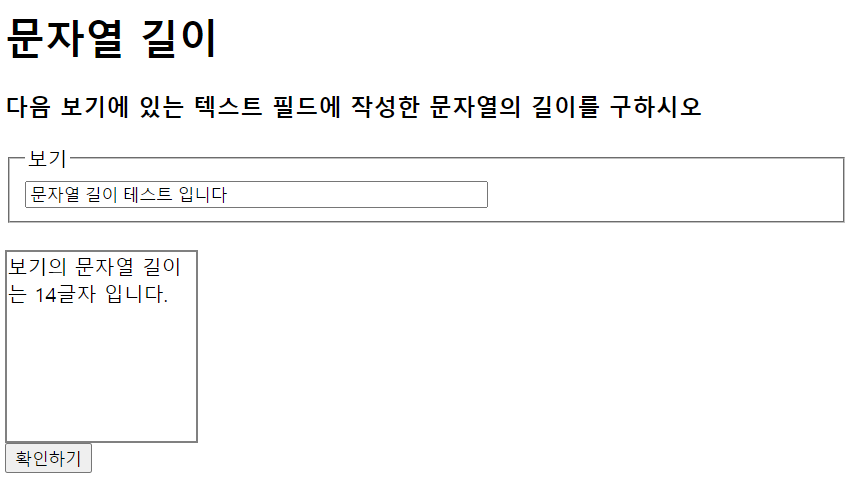 문자열 길이
다음 보기에 있는 텍스트 필드에 작성한 문자열의 길이를 구하시오
보기
문자열 길이 테스트 입니다
보기의 문자열 길이
는 14글자 입니다.
확인하기